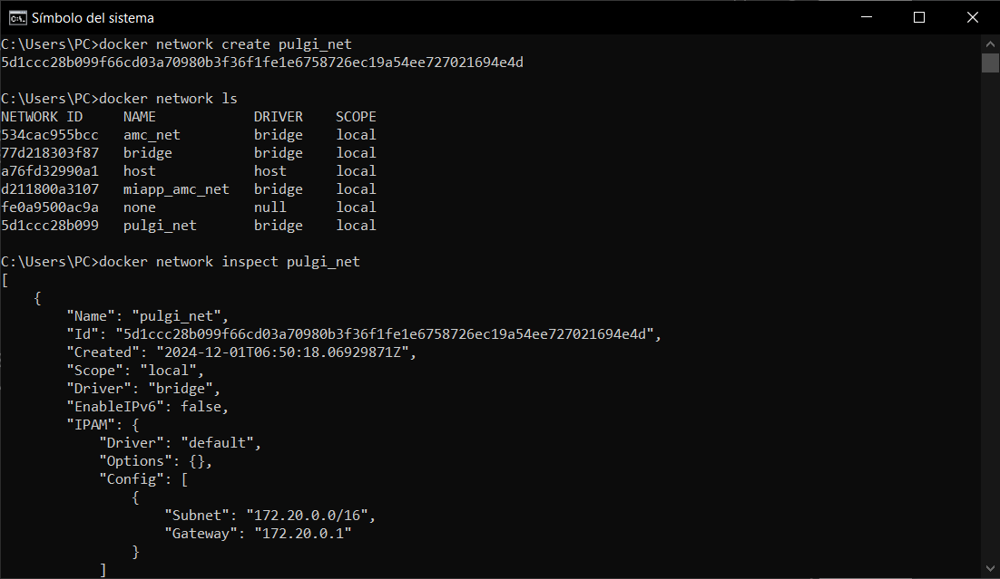 Símbolo del sistema
C:\Users\PC>docker network create pulgi_net
5d1ccc28b099f66cd03a70980b3f36f1fe1e6758726ec19a54ee727021694e4d
C:\Users\PC>docker network ls
NETWORK ID     NAME            DRIVER    SCOPE
534cac955bcc   amc_net         bridge    local
77d218303f87   bridge          bridge    local
a76fd32990a1   host            host      local
d211800a3107   miapp_amc_net   bridge    local
fe0a9500ac9a   none            null      local
5d1ccc28b099   pulgi_net       bridge    local
C:\Users\PC>docker network inspect pulgi_net
[
    {
        "Name": "pulgi_net",
        "Id": "5d1ccc28b099f66cd03a70980b3f36f1fe1e6758726ec19a54ee727021694e4d",
        "Created": "2024-12-01T06:50:18.06929871Z",
        "Scope": "local",
        "Driver": "bridge",
        "EnableIPv6": false,
        "IPAM": {
            "Driver": "default",
            "Options": {},
            "Config": [
                {
                    "Subnet": "172.20.0.0/16",
                    "Gateway": "172.20.0.1"
                }
            ]